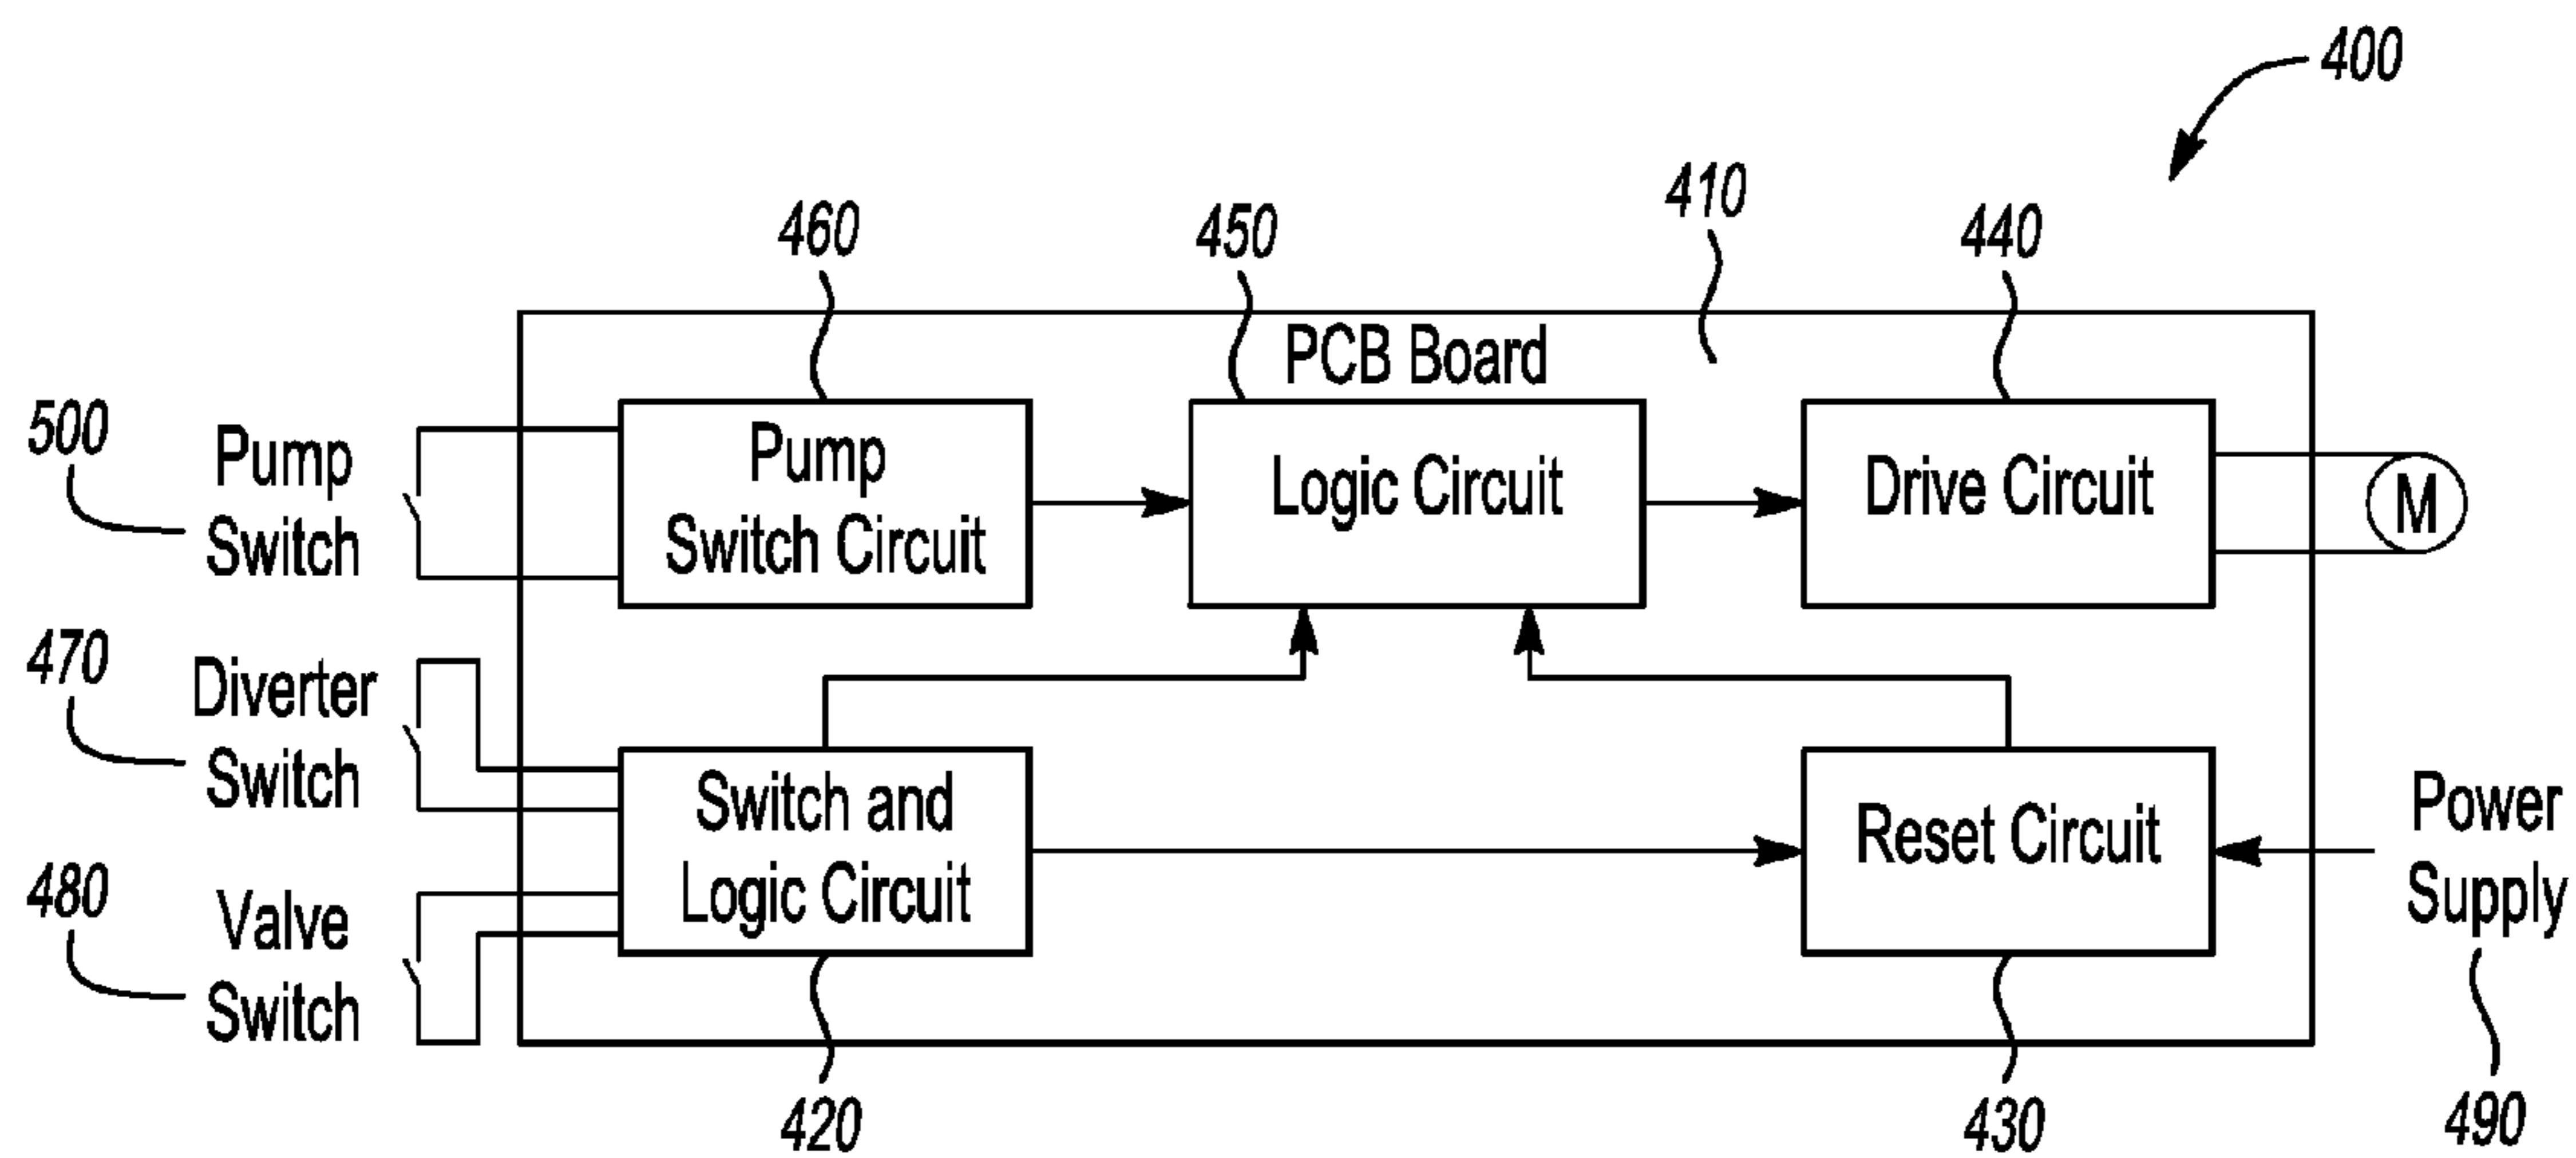 400
410
460
450
440
PCB Board
500
Pump
Switch
Pump
Switch Circuit
Logic Circuit
Drive Circuit
M
470
Diverter
Switch
480
Valve
Switch
Switch and
Logic Circuit
Reset Circuit
Power
Supply
420
430
490